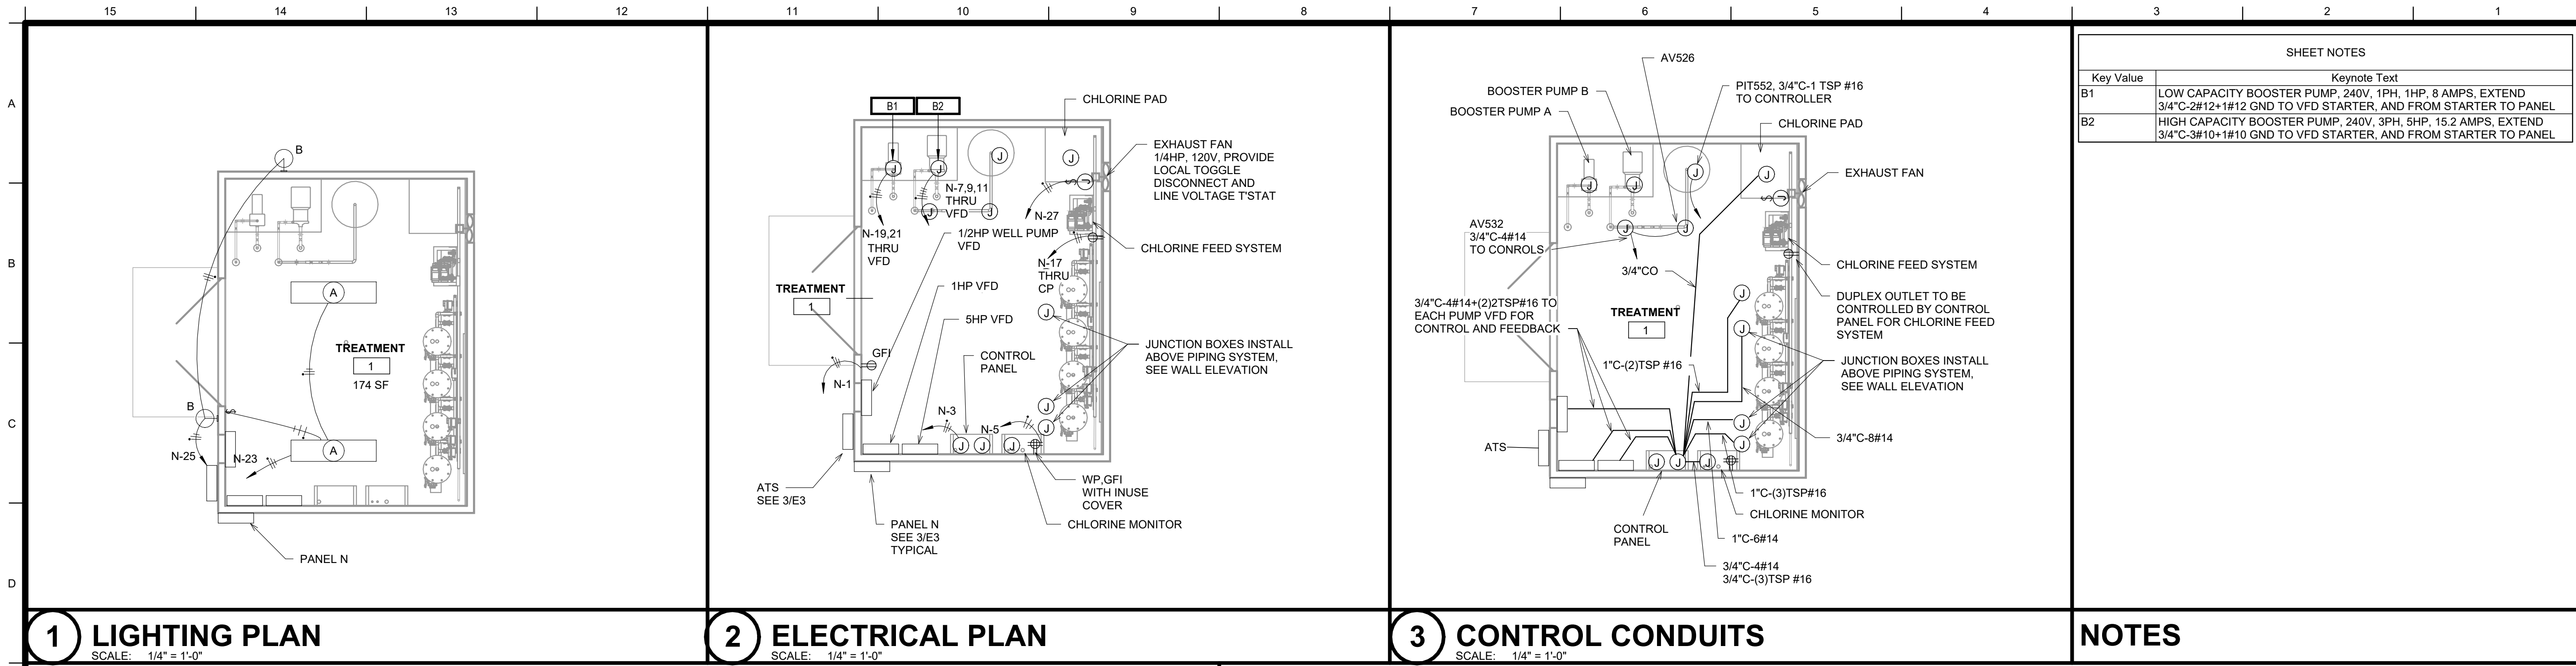 15 14 13 12 11 10 9 8 7 6 5 4 3 2 1
A
B
C
D
B
A
TREATMENT
1
174 SF
B
S
A
N-25
N-23
PANEL N
1 LIGHTING PLAN
SCALE: 1/4" = 1'-0"
B1 B2
CHLORINE PAD
EXHAUST FAN
1/4HP, 120V, PROVIDE
LOCAL TOGGLE
DISCONNECT AND
LINE VOLTAGE T'STAT
J
J
J
J
J
S
N-7,9,11
THRU
VFD
J
J
N-27
N-19,21
THRU
VFD
1/2HP WELL PUMP
VFD
CHLORINE FEED SYSTEM
N-17
THRU
CP
TREATMENT
1
1HP VFD
J
5HP VFD
JUNCTION BOXES INSTALL
ABOVE PIPING SYSTEM,
SEE WALL ELEVATION
GFI
CONTROL
PANEL
N-1
N-3
J
N-5
J
J
J
J
ATS
SEE 3/E3
WP,GFI
WITH INUSE
COVER
PANEL N
SEE 3/E3
TYPICAL
CHLORINE MONITOR
2 ELECTRICAL PLAN
SCALE: 1/4" = 1'-0"
AV526
BOOSTER PUMP B
PIT552, 3/4"C-1 TSP #16
TO CONTROLLER
BOOSTER PUMP A
CHLORINE PAD
J
J
J
J
J
S
EXHAUST FAN
AV532
3/4"C-4#14
TO CONROLS
J
J
CHLORINE FEED SYSTEM
3/4"CO
J
DUPLEX OUTLET TO BE
CONTROLLED BY CONTROL
PANEL FOR CHLORINE FEED
SYSTEM
3/4"C-4#14+(2)2TSP#16 TO
EACH PUMP VFD FOR
CONTROL AND FEEDBACK
TREATMENT
1
J
JUNCTION BOXES INSTALL
ABOVE PIPING SYSTEM,
SEE WALL ELEVATION
1"C-(2)TSP #16
J
3/4"C-8#14
ATS
J
J
J
J
1"C-(3)TSP#16
CHLORINE MONITOR
CONTROL
PANEL
1"C-6#14
3/4"C-4#14
3/4"C-(3)TSP #16
3 CONTROL CONDUITS
SCALE: 1/4" = 1'-0"
SHEET NOTES
Key Value Keynote Text
B1 LOW CAPACITY BOOSTER PUMP, 240V, 1PH, 1HP, 8 AMPS, EXTEND
3/4"C-2#12+1#12 GND TO VFD STARTER, AND FROM STARTER TO PANEL
B2 HIGH CAPACITY BOOSTER PUMP, 240V, 3PH, 5HP, 15.2 AMPS, EXTEND
3/4"C-3#10+1#10 GND TO VFD STARTER, AND FROM STARTER TO PANEL
NOTES